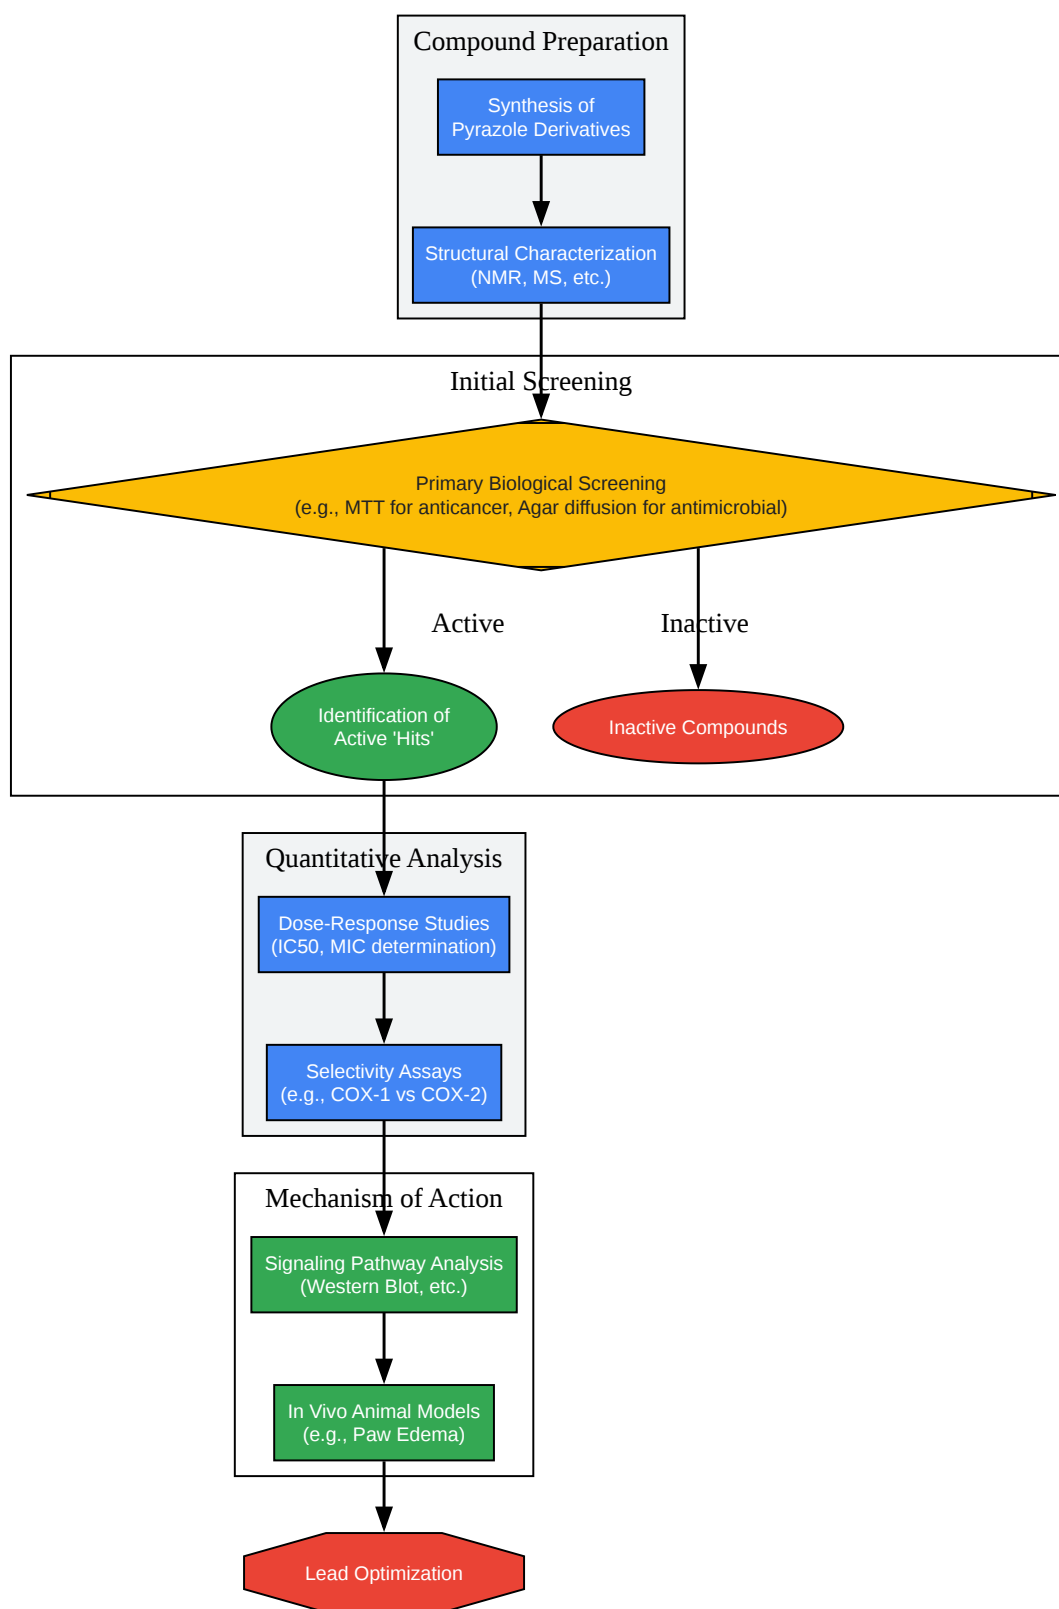 Compound Preparation
Synthesis of
Pyrazole Derivatives
Structural Characterization
(NMR, MS, etc.)
Initial Screening
Primary Biological Screening
(e.g., MTT for anticancer, Agar diffusion for antimicrobial)
Active
Inactive
Identification of
Active 'Hits'
Inactive Compounds
Quantitative Analysis
Dose-Response Studies
(IC50, MIC determination)
Selectivity Assays
(e.g., COX-1 vs COX-2)
Mechanism of Action
Signaling Pathway Analysis
(Western Blot, etc.)
In Vivo Animal Models
(e.g., Paw Edema)
Lead Optimization